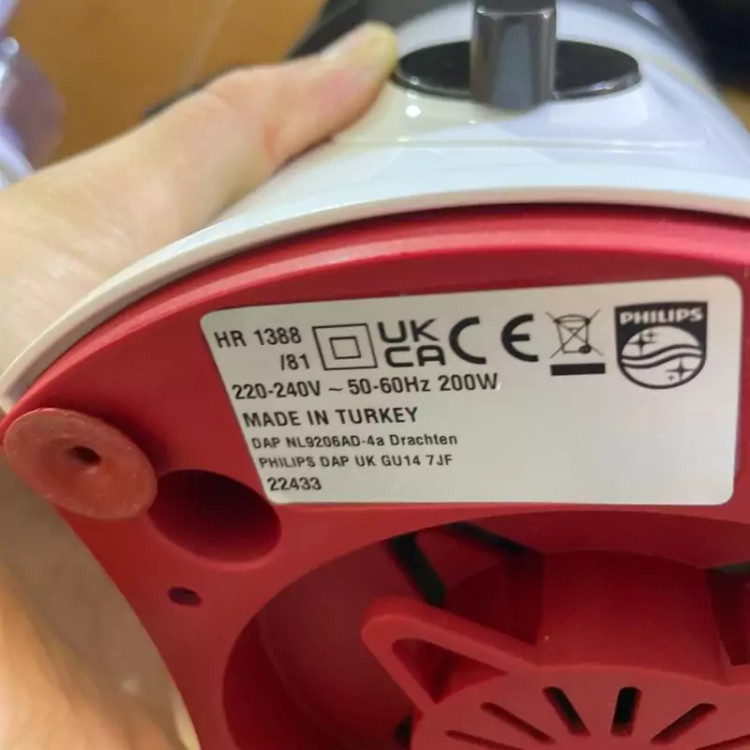 HR 1388
/81
UK
CA CE
PHILIPS
220-240V ~ 50-60Hz 200W
MADE IN TURKEY
DAP NL9206AD-4a Drachten
PHILIPS DAP UK GU14 7JF
22433